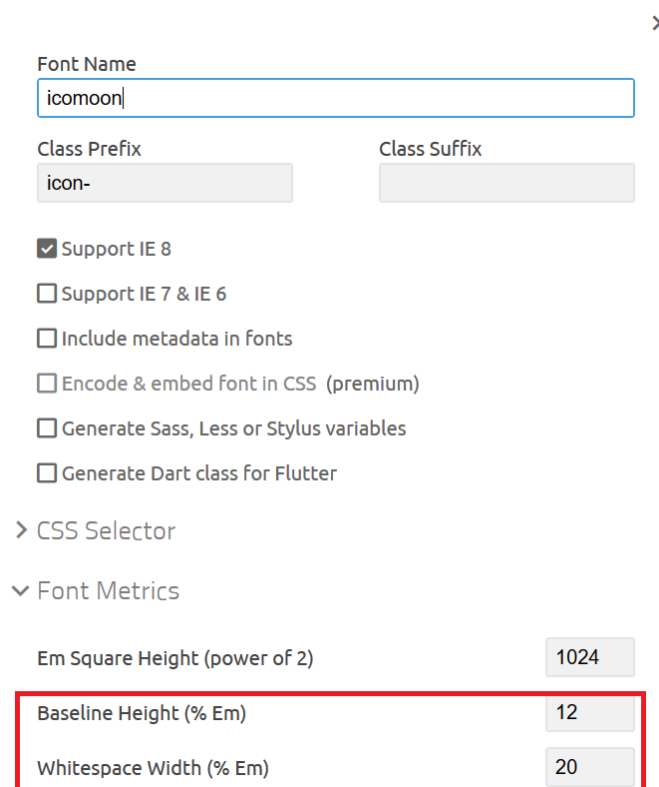 Font Name
icomoon
Class Prefix Class Suffix
icon-
Support IE 8
Support IE 7 & IE 6
Include metadata in fonts
Encode & embed font in CSS (premium)
Generate Sass, Less or Stylus variables
Generate Dart class for Flutter
CSS Selector
Font Metrics
Em Square Height (power of 2) 1024
Baseline Height (% Em) 12
Whitespace Width (% Em) 20